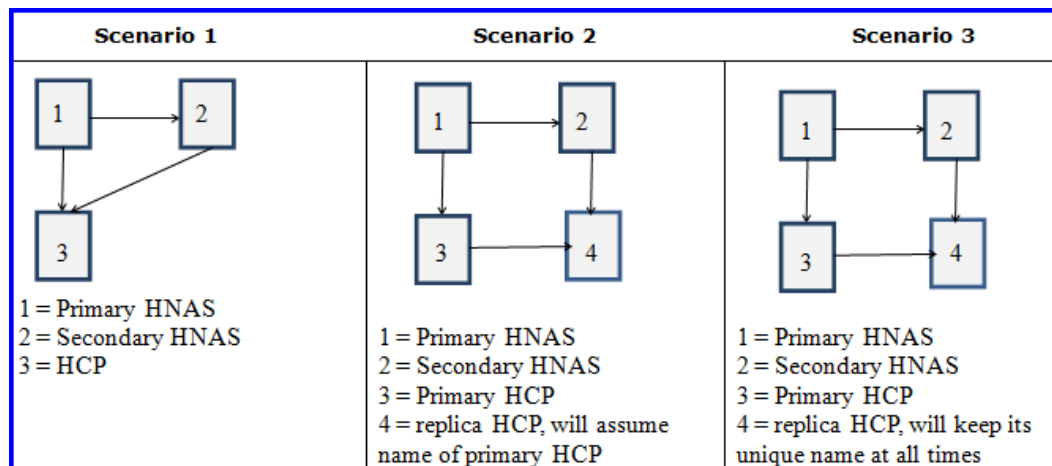 Scenario 1
1
2
3
1 = Primary HNAS
2 = Secondary HNAS
3 = HCP
Scenario 2
1
2
3
4
1 = Primary HNAS
2 = Secondary HNAS
3 = Primary HCP
4 = replica HCP, will assume
name of primary HCP
Scenario 3
1
2
3
4
1 = Primary HNAS
2 = Secondary HNAS
3 = Primary HCP
4 = replica HCP, will keep its
unique name at all times